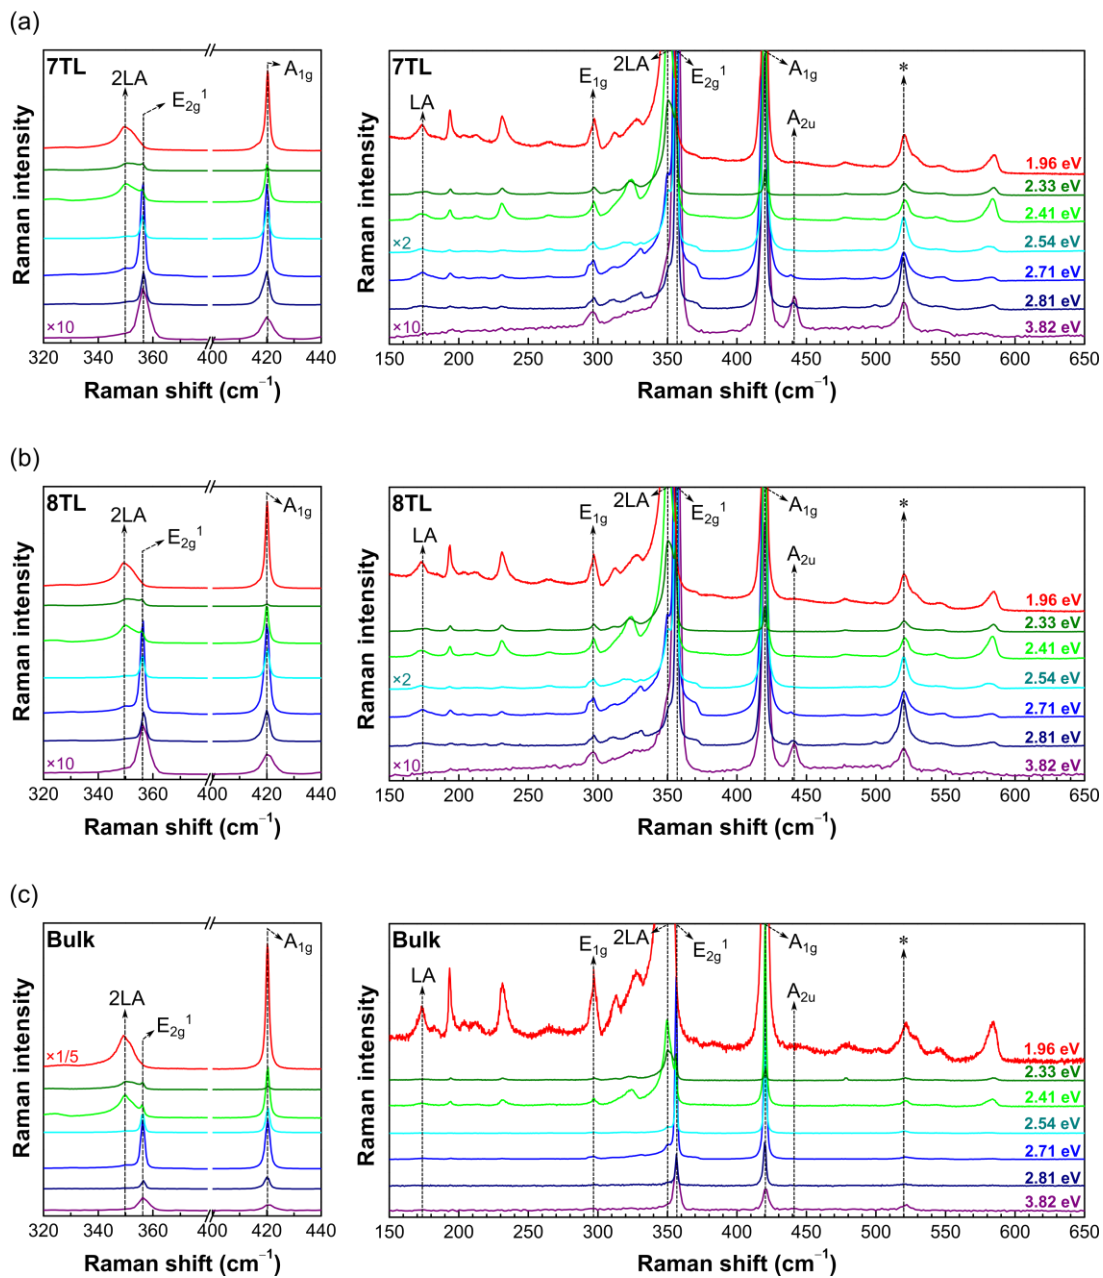 (a)
7TL
2LA
E2g¹
A1g
×10
Raman intensity
320 340 360 400 420 440
Raman shift (cm⁻¹)
7TL
LA
E1g
2LA
E2g¹
A1g
A2u
*
1.96 eV
2.33 eV
2.41 eV
×2
2.54 eV
2.71 eV
2.81 eV
×10
3.82 eV
Raman intensity
150 200 250 300 350 400 450 500 550 600 650
Raman shift (cm⁻¹)
(b)
8TL
2LA
E2g¹
A1g
×10
Raman intensity
320 340 360 400 420 440
Raman shift (cm⁻¹)
8TL
LA
E1g
2LA
E2g¹
A1g
A2u
*
1.96 eV
2.33 eV
2.41 eV
×2
2.54 eV
2.71 eV
2.81 eV
×10
3.82 eV
Raman intensity
150 200 250 300 350 400 450 500 550 600 650
Raman shift (cm⁻¹)
(c)
Bulk
2LA
E2g¹
A1g
×1/5
Raman intensity
320 340 360 400 420 440
Raman shift (cm⁻¹)
Bulk
LA
E1g
2LA
E2g¹
A1g
A2u
*
1.96 eV
2.33 eV
2.41 eV
2.54 eV
2.71 eV
2.81 eV
3.82 eV
Raman intensity
150 200 250 300 350 400 450 500 550 600 650
Raman shift (cm⁻¹)